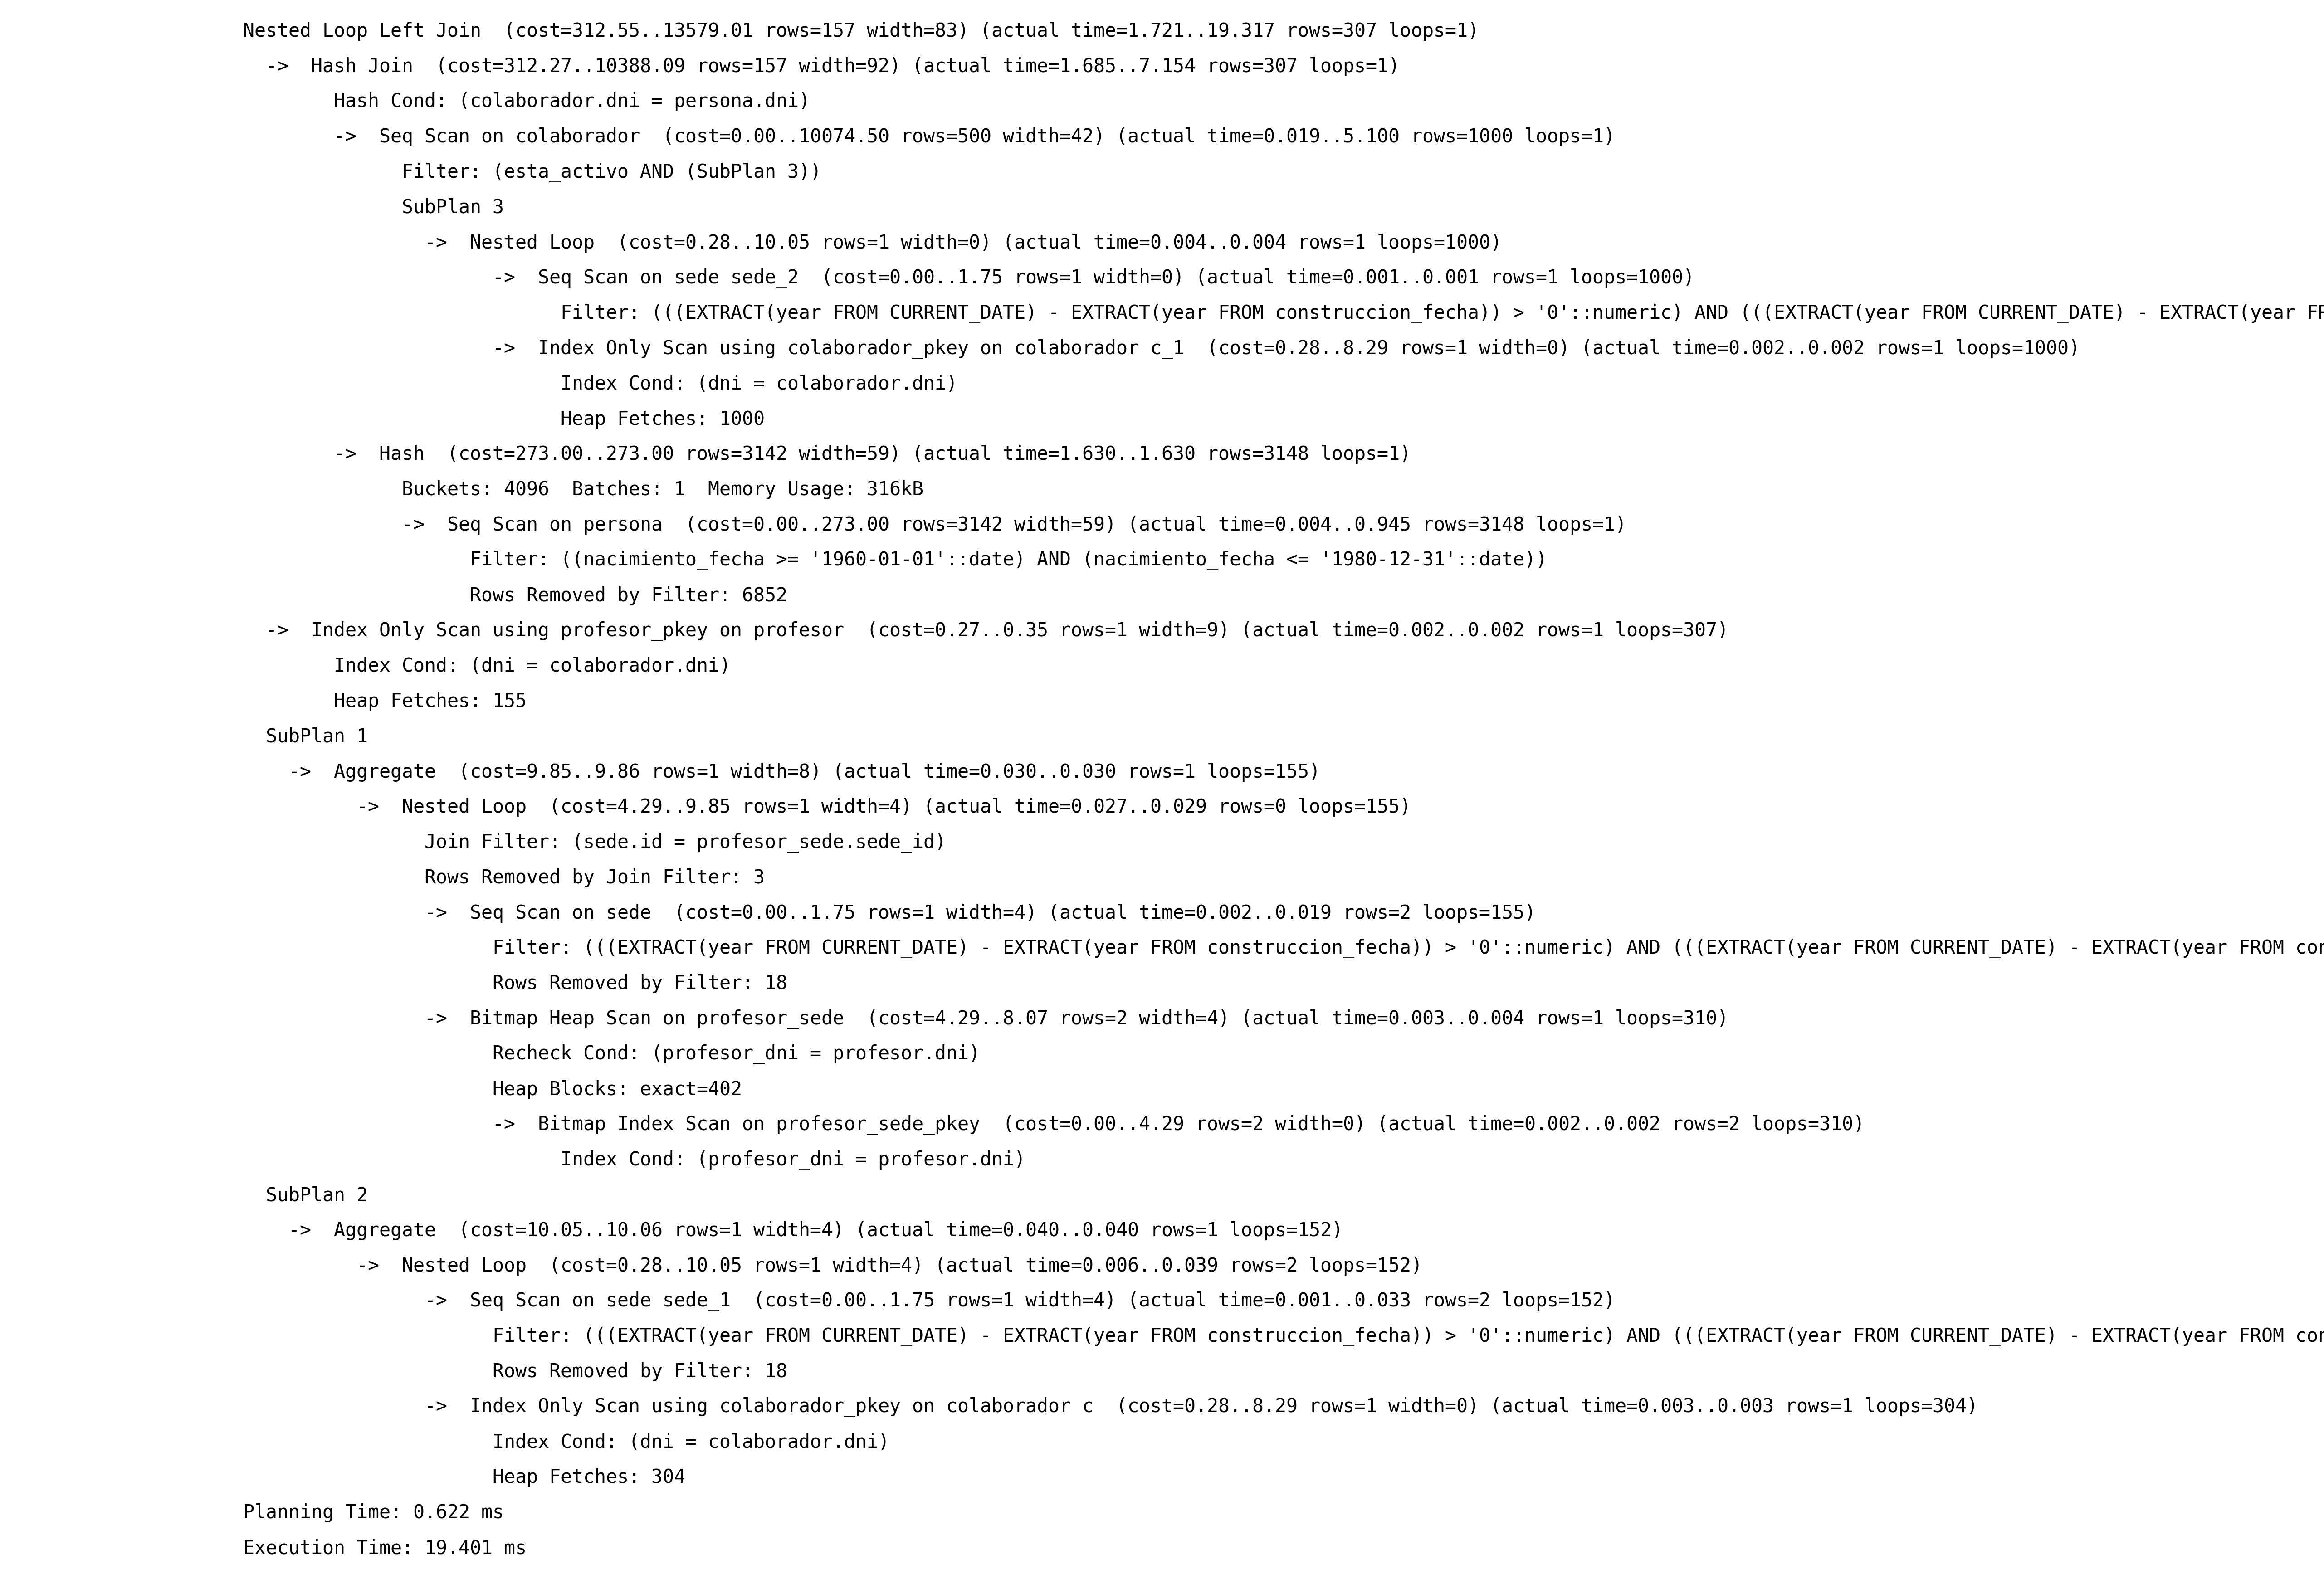 Nested Loop Left Join  (cost=312.55..13579.01 rows=157 width=83) (actual time=1.721..19.317 rows=307 loops=1)
  ->  Hash Join  (cost=312.27..10388.09 rows=157 width=92) (actual time=1.685..7.154 rows=307 loops=1)
        Hash Cond: (colaborador.dni = persona.dni)
        ->  Seq Scan on colaborador  (cost=0.00..10074.50 rows=500 width=42) (actual time=0.019..5.100 rows=1000 loops=1)
              Filter: (esta_activo AND (SubPlan 3))
              SubPlan 3
                ->  Nested Loop  (cost=0.28..10.05 rows=1 width=0) (actual time=0.004..0.004 rows=1 loops=1000)
                      ->  Seq Scan on sede sede_2  (cost=0.00..1.75 rows=1 width=0) (actual time=0.001..0.001 rows=1 loops=1000)
                            Filter: (((EXTRACT(year FROM CURRENT_DATE) - EXTRACT(year FROM construccion_fecha)) > '0'::numeric) AND (((EXTRACT(year FROM CURRENT_DATE) - EXTRACT(year
                      ->  Index Only Scan using colaborador_pkey on colaborador c_1  (cost=0.28..8.29 rows=1 width=0) (actual time=0.002..0.002 rows=1 loops=1000)
                            Index Cond: (dni = colaborador.dni)
                            Heap Fetches: 1000
        ->  Hash  (cost=273.00..273.00 rows=3142 width=59) (actual time=1.630..1.630 rows=3148 loops=1)
              Buckets: 4096  Batches: 1  Memory Usage: 316kB
              ->  Seq Scan on persona  (cost=0.00..273.00 rows=3142 width=59) (actual time=0.004..0.945 rows=3148 loops=1)
                    Filter: ((nacimiento_fecha >= '1960-01-01'::date) AND (nacimiento_fecha <= '1980-12-31'::date))
                    Rows Removed by Filter: 6852
  ->  Index Only Scan using profesor_pkey on profesor  (cost=0.27..0.35 rows=1 width=9) (actual time=0.002..0.002 rows=1 loops=307)
        Index Cond: (dni = colaborador.dni)
        Heap Fetches: 155
  SubPlan 1
    ->  Aggregate  (cost=9.85..9.86 rows=1 width=8) (actual time=0.030..0.030 rows=1 loops=155)
          ->  Nested Loop  (cost=4.29..9.85 rows=1 width=4) (actual time=0.027..0.029 rows=0 loops=155)
                Join Filter: (sede.id = profesor_sede.sede_id)
                Rows Removed by Join Filter: 3
                ->  Seq Scan on sede  (cost=0.00..1.75 rows=1 width=4) (actual time=0.002..0.019 rows=2 loops=155)
                      Filter: (((EXTRACT(year FROM CURRENT_DATE) - EXTRACT(year FROM construccion_fecha)) > '0'::numeric) AND (((EXTRACT(year FROM CURRENT_DATE) - EXTRACT(year FROM
                      Rows Removed by Filter: 18
                ->  Bitmap Heap Scan on profesor_sede  (cost=4.29..8.07 rows=2 width=4) (actual time=0.003..0.004 rows=1 loops=310)
                      Recheck Cond: (profesor_dni = profesor.dni)
                      Heap Blocks: exact=402
                      ->  Bitmap Index Scan on profesor_sede_pkey  (cost=0.00..4.29 rows=2 width=0) (actual time=0.002..0.002 rows=2 loops=310)
                            Index Cond: (profesor_dni = profesor.dni)
  SubPlan 2
    ->  Aggregate  (cost=10.05..10.06 rows=1 width=4) (actual time=0.040..0.040 rows=1 loops=152)
          ->  Nested Loop  (cost=0.28..10.05 rows=1 width=4) (actual time=0.006..0.039 rows=2 loops=152)
                ->  Seq Scan on sede sede_1  (cost=0.00..1.75 rows=1 width=4) (actual time=0.001..0.033 rows=2 loops=152)
                      Filter: (((EXTRACT(year FROM CURRENT_DATE) - EXTRACT(year FROM construccion_fecha)) > '0'::numeric) AND (((EXTRACT(year FROM CURRENT_DATE) - EXTRACT(year FROM
                      Rows Removed by Filter: 18
                ->  Index Only Scan using colaborador_pkey on colaborador c  (cost=0.28..8.29 rows=1 width=0) (actual time=0.003..0.003 rows=1 loops=304)
                      Index Cond: (dni = colaborador.dni)
                      Heap Fetches: 304
Planning Time: 0.622 ms
Execution Time: 19.401 ms